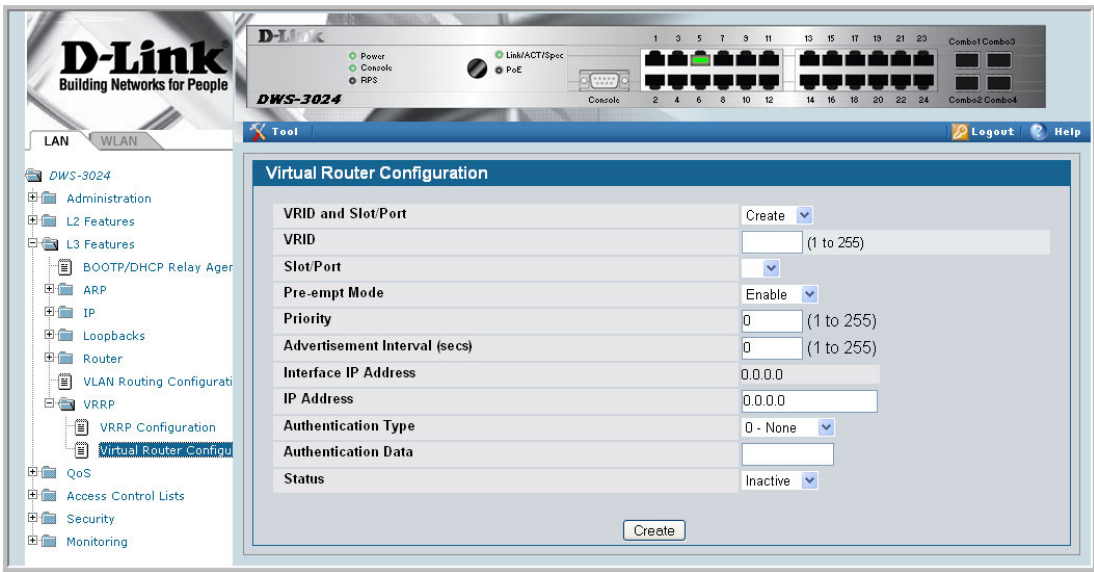 D-Link
Building Networks for People
D-Link
Power
Console
RPS
Link/ACT/Spec
PoE
DWS-3024
Console
1 3 5 7 9 11 13 15 17 19 21 23
2 4 6 8 10 12 14 16 18 20 22 24
Combo1 Combo3
Combo2 Combo4
LAN
WLAN
Tool
Logout
Help
DWS-3024
Administration
L2 Features
L3 Features
BOOTP/DHCP Relay Agen
ARP
IP
Loopbacks
Router
VLAN Routing Configurati
VRRP
VRRP Configuration
Virtual Router Configu
QoS
Access Control Lists
Security
Monitoring
Virtual Router Configuration
VRID and Slot/Port Create
VRID (1 to 255)
Slot/Port
Pre-empt Mode Enable
Priority 0 (1 to 255)
Advertisement Interval (secs) 0 (1 to 255)
Interface IP Address 0.0.0.0
IP Address 0.0.0.0
Authentication Type 0 - None
Authentication Data
Status Inactive
Create